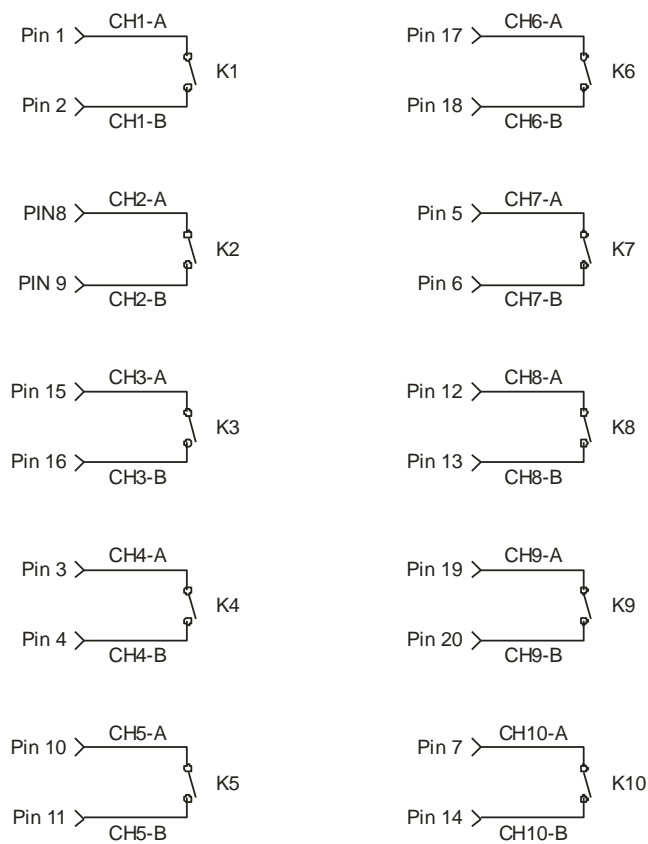 CH1-A
Pin 1
K1
Pin 2
CH1-B
CH2-A
PIN8
K2
PIN 9
CH2-B
CH3-A
Pin 15
K3
Pin 16
CH3-B
CH4-A
Pin 3
K4
Pin 4
CH4-B
CH5-A
Pin 10
K5
Pin 11
CH5-B
CH6-A
Pin 17
K6
Pin 18
CH6-B
CH7-A
Pin 5
K7
Pin 6
CH7-B
CH8-A
Pin 12
K8
Pin 13
CH8-B
CH9-A
Pin 19
K9
Pin 20
CH9-B
CH10-A
Pin 7
K10
Pin 14
CH10-B